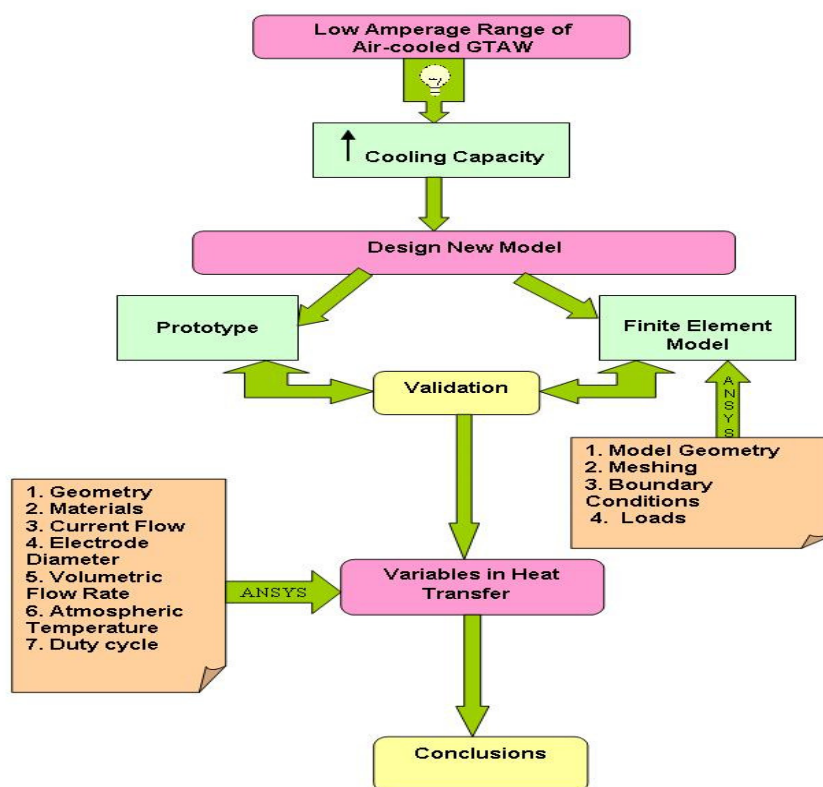 Low Amperage Range of
Air-cooled GTAW
Cooling Capacity
Design New Model
Prototype
Finite Element
Model
Validation
ANSYS
1. Model Geometry
2. Meshing
3. Boundary
Conditions
4. Loads
1. Geometry
2. Materials
3. Current Flow
4. Electrode
Diameter
5. Volumetric
Flow Rate
6. Atmospheric
Temperature
7. Duty cycle
ANSYS
Variables in Heat
Transfer
Conclusions